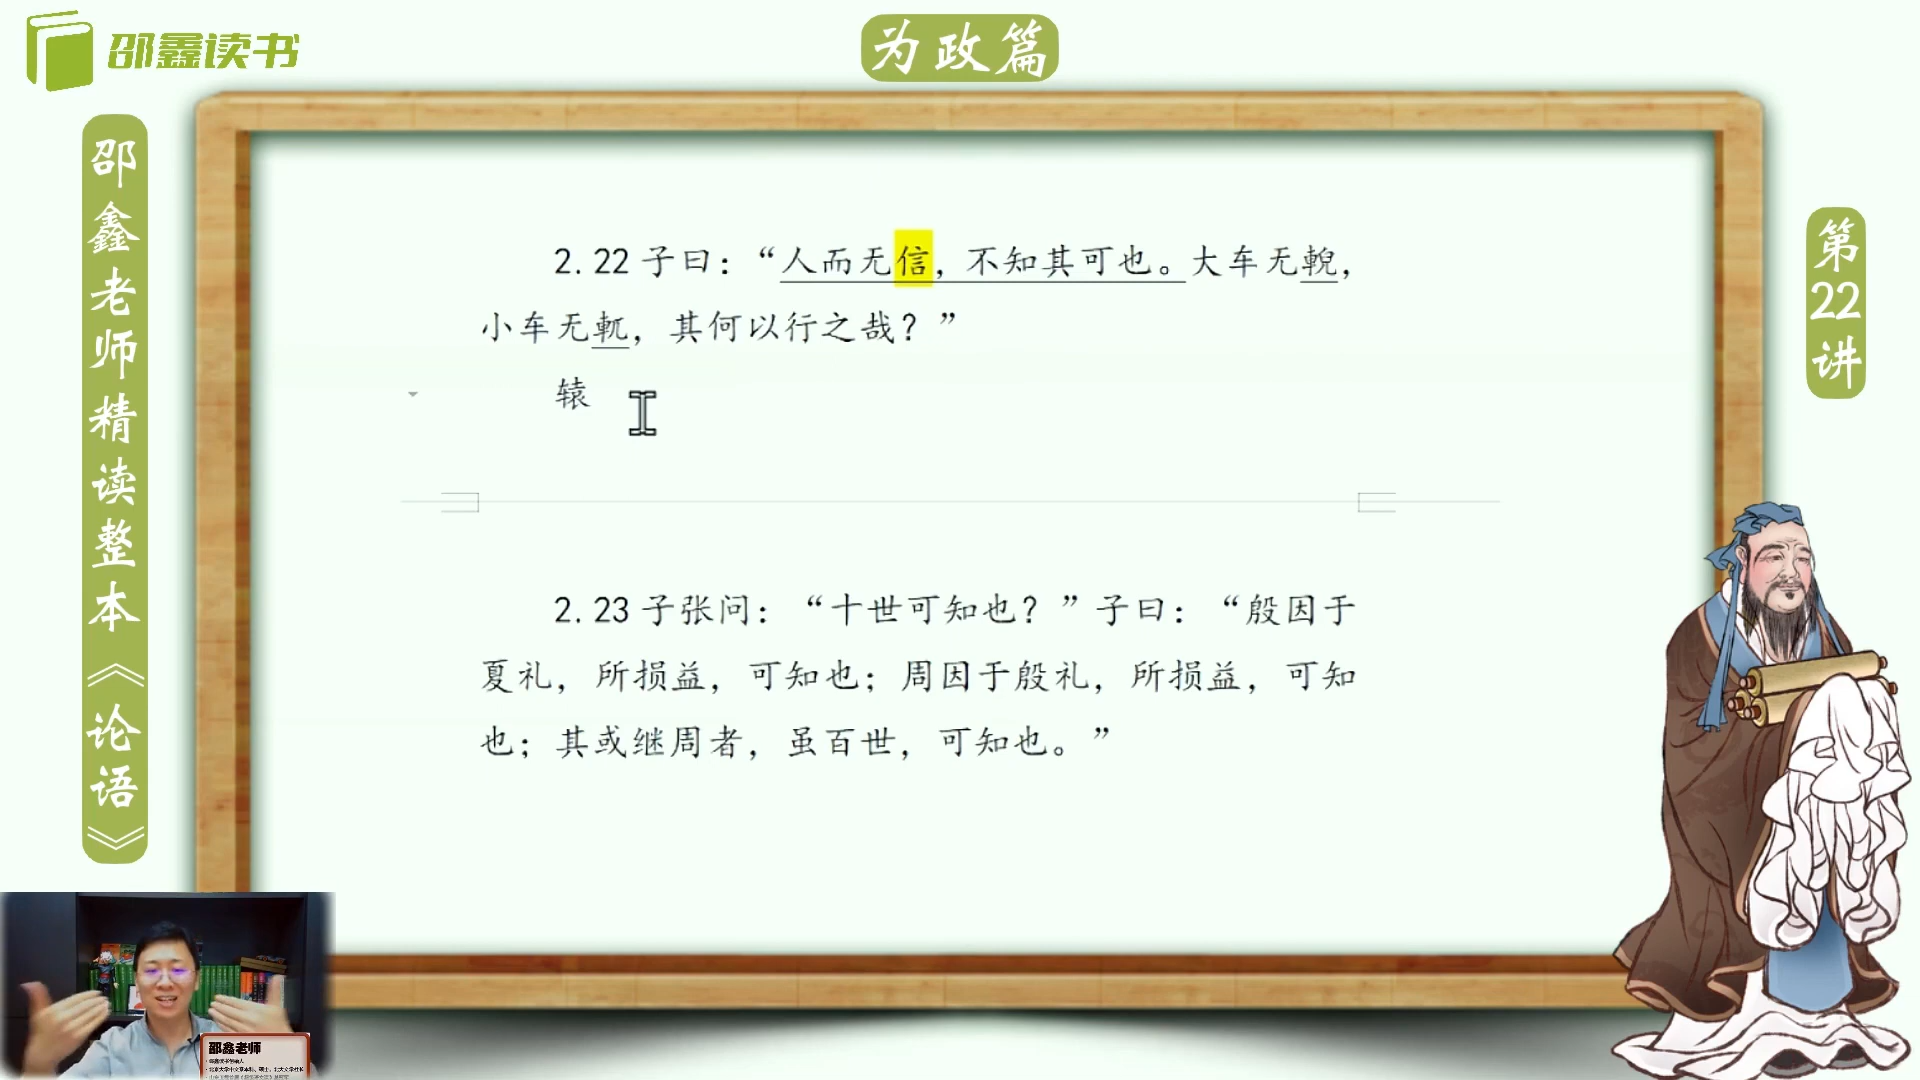 邵鑫读书
为政篇
邵鑫老师精读整本《论语》
第22讲
2.22 子曰：“人而无信，不知其可也。大车无輗，
小车无軏，其何以行之哉？”
辕
2.23 子张问：“十世可知也？”子曰：“殷因于
夏礼，所损益，可知也；周因于殷礼，所损益，可知
也；其或继周者，虽百世，可知也。”
邵鑫老师